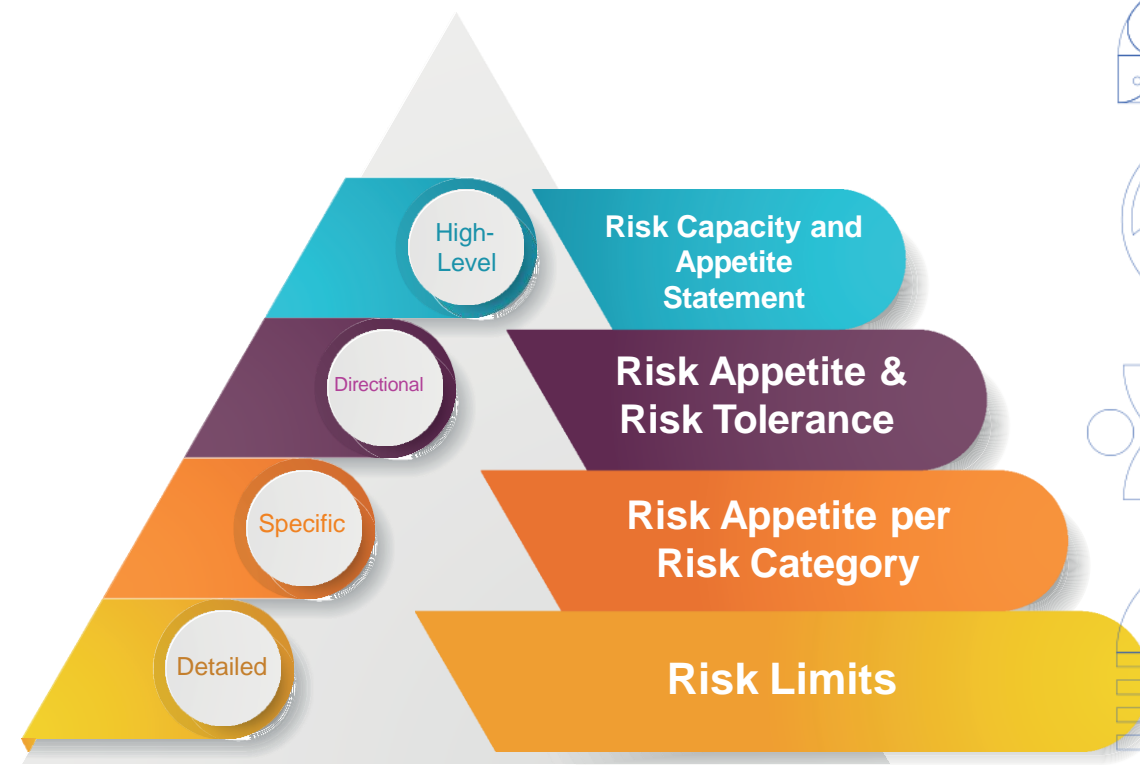 High-
Level
Risk Capacity and
Appetite
Statement
Directional
Risk Appetite &
Risk Tolerance
Specific
Risk Appetite per
Risk Category
Detailed
Risk Limits